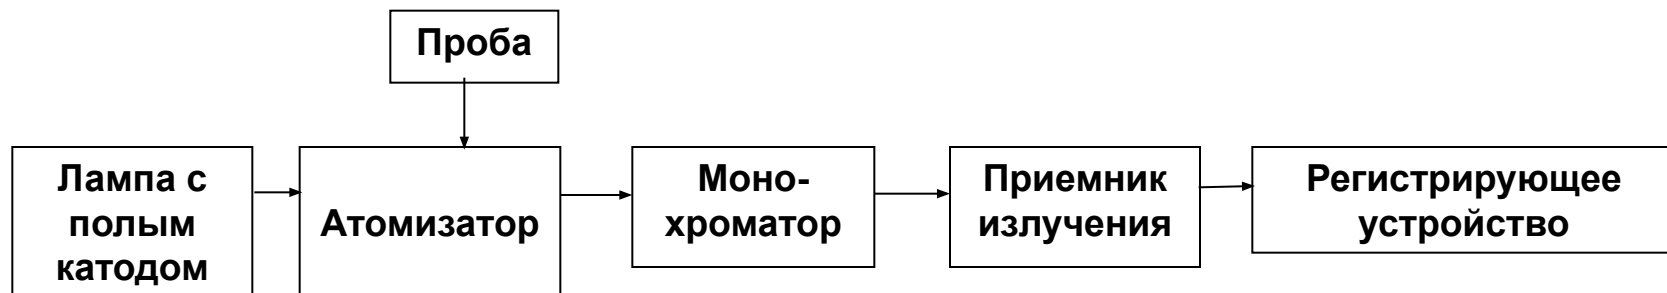 Проба
Лампа с
полым
катодом
Атомизатор
Моно-
хроматор
Приемник
излучения
Регистрирующее
устройство